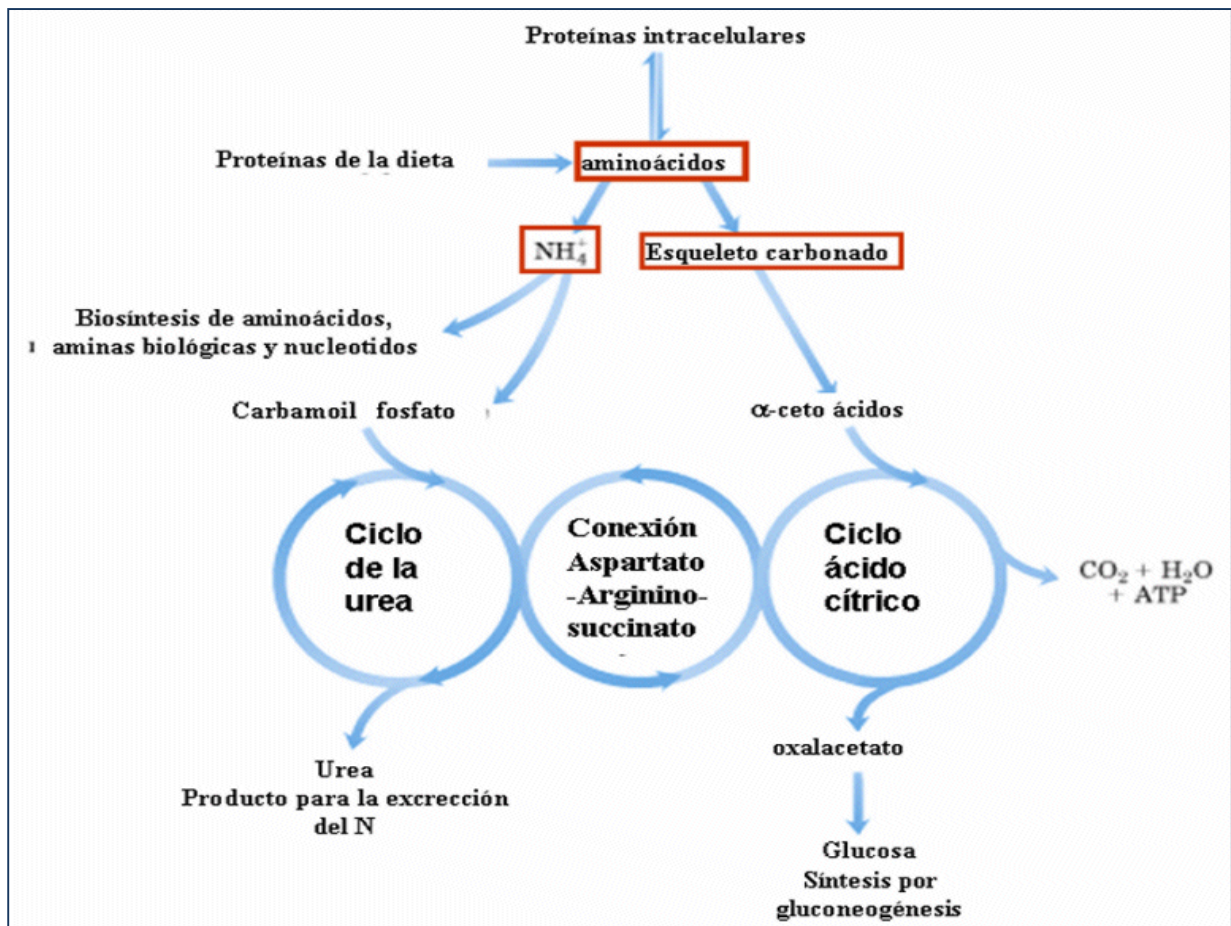 Proteínas intracelulares
Proteínas de la dieta
aminoácidos
NH₄⁺
Esqueleto carbonado
Biosíntesis de aminoácidos,
aminas biológicas y nucleotidos
Carbamoil fosfato
α-ceto ácidos
Ciclo
de la
urea
Conexión
Aspartato
-Arginino-
succinato
Ciclo
ácido
cítrico
CO₂ + H₂O
+ ATP
Urea
Producto para la excrección
del N
oxalacetato
Glucosa
Síntesis por
gluconeogénesis